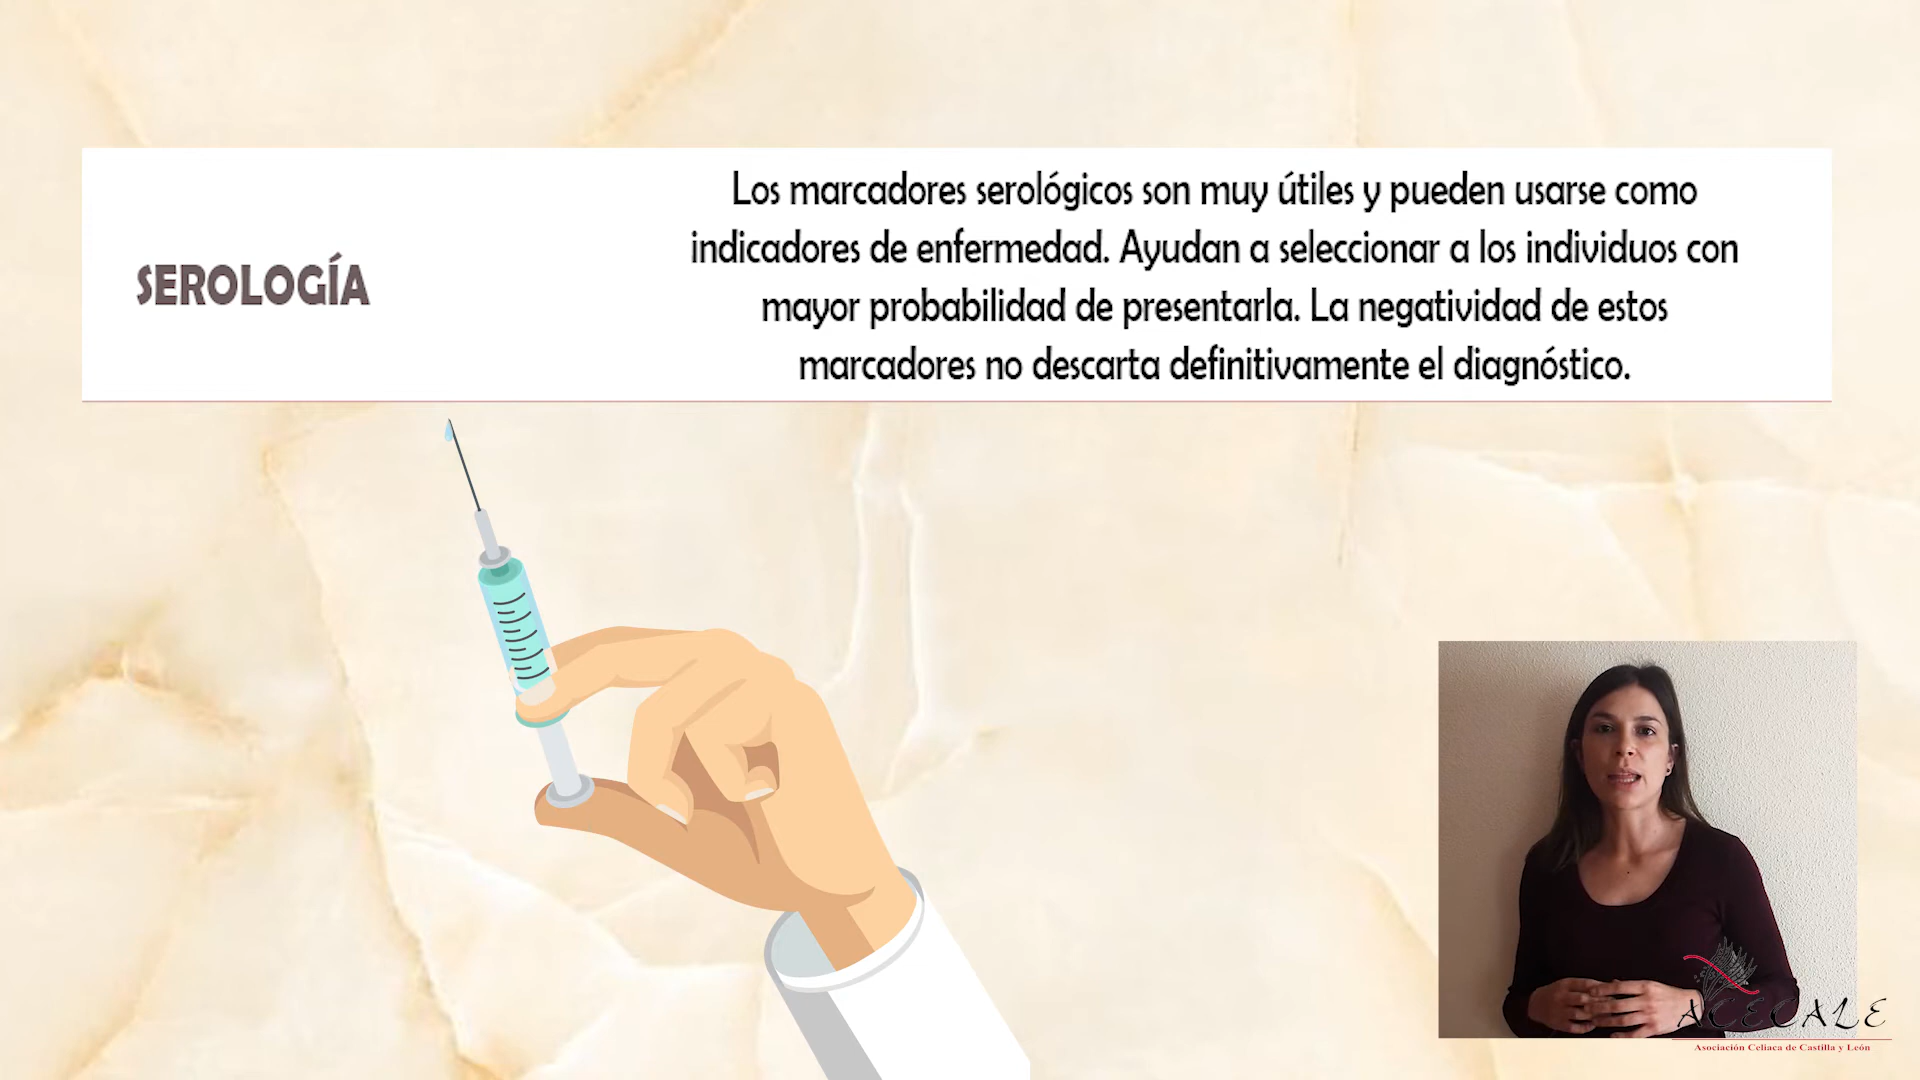 SEROLOGÍA
Los marcadores serológicos son muy útiles y pueden usarse como
indicadores de enfermedad. Ayudan a seleccionar a los individuos con
mayor probabilidad de presentarla. La negatividad de estos
marcadores no descarta definitivamente el diagnóstico.
ACECALE
Asociación Celiaca de Castilla y León